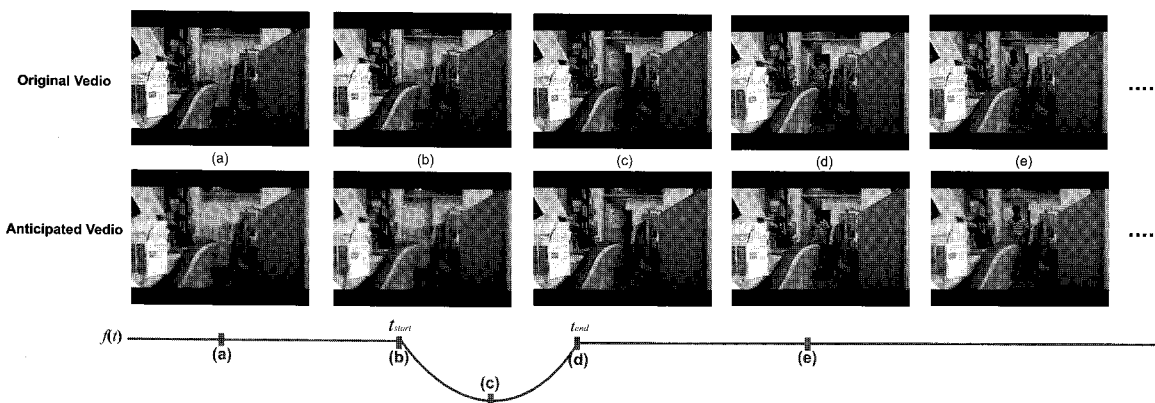 Original Vedio
....
(a) (b) (c) (d) (e)
Anticipated Vedio
....
f(t) t_start t_end
(a) (b) (c) (d) (e)